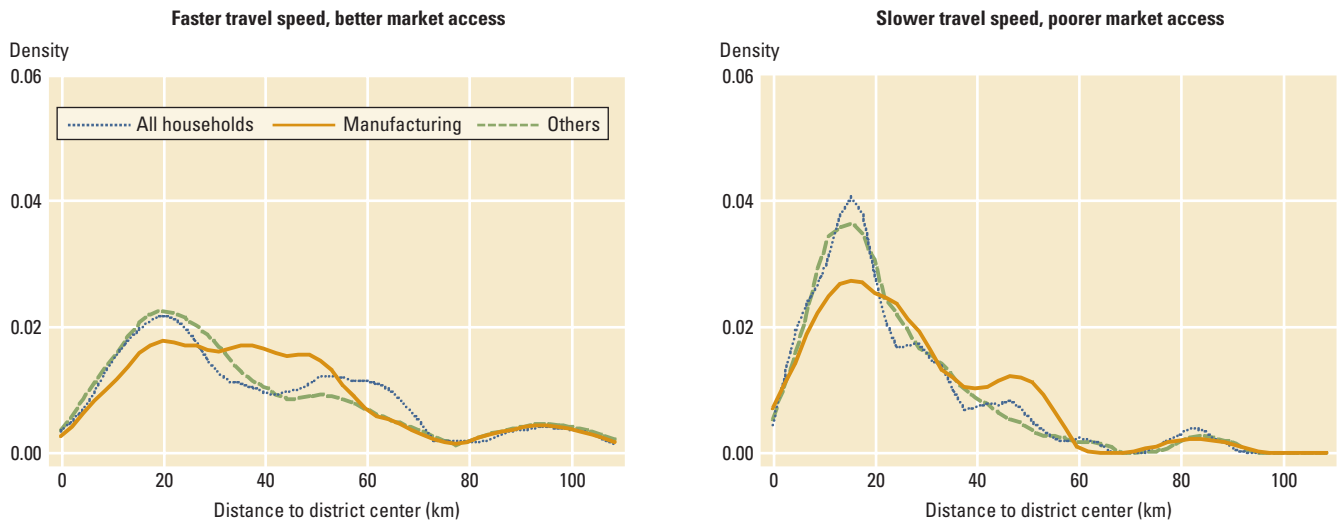 Faster travel speed, better market access
Density
0.06
All households Manufacturing Others
0.04
0.02
0.00
0 20 40 60 80 100
Distance to district center (km)
Slower travel speed, poorer market access
Density
0.06
0.04
0.02
0.00
0 20 40 60 80 100
Distance to district center (km)